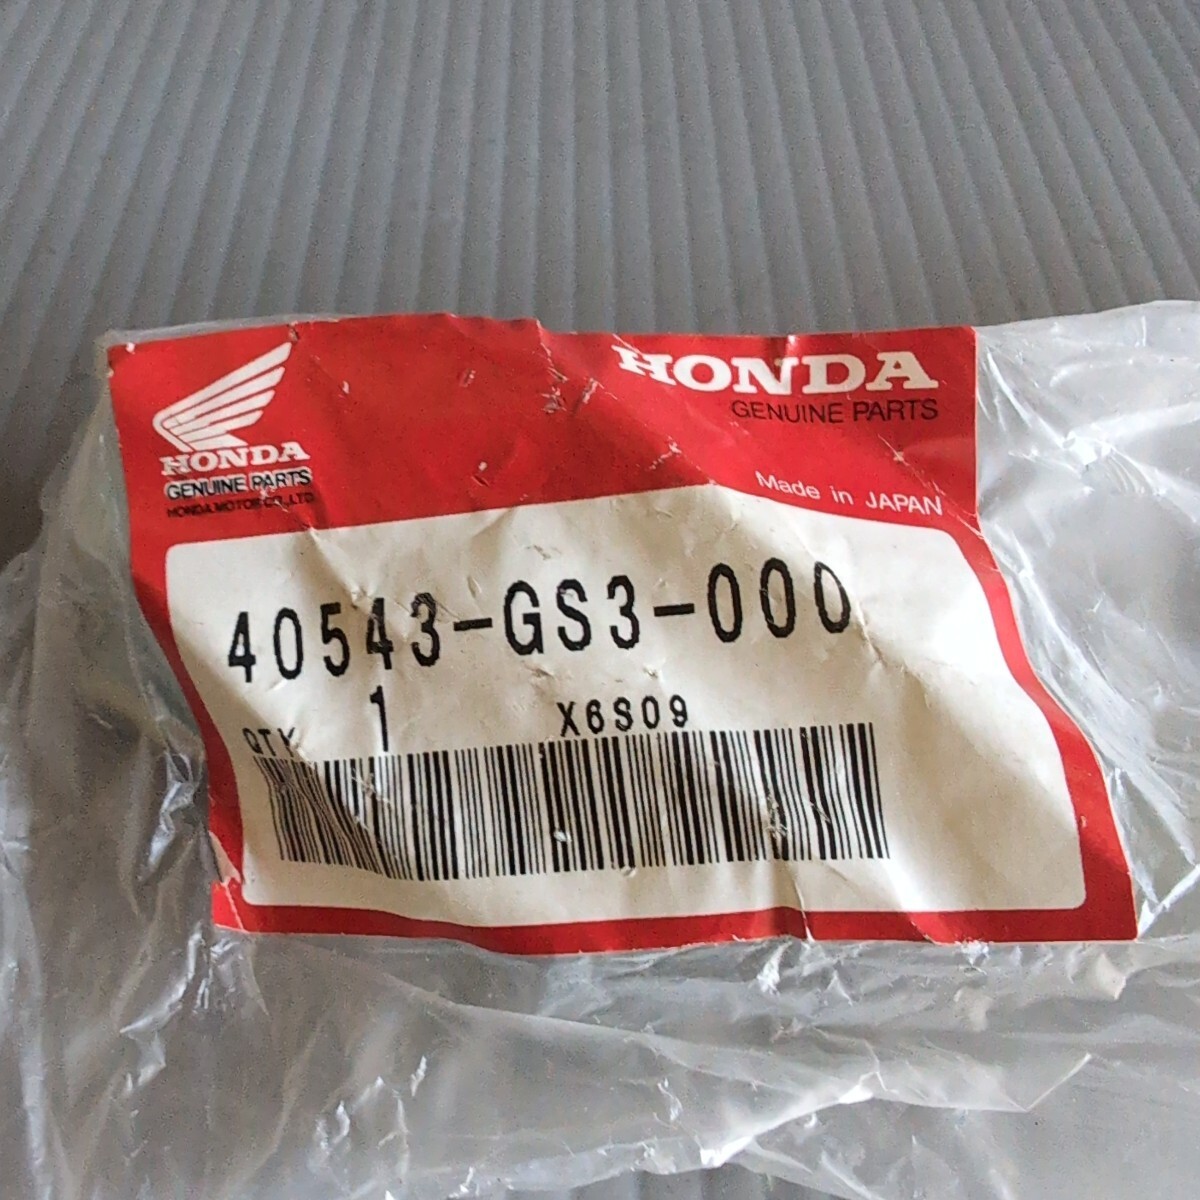 HONDA
GENUINE PARTS
HONDA MOTOR CO.,LTD
HONDA
GENUINE PARTS
Made in JAPAN
40543-GS3-000
QTY 1 X6S09